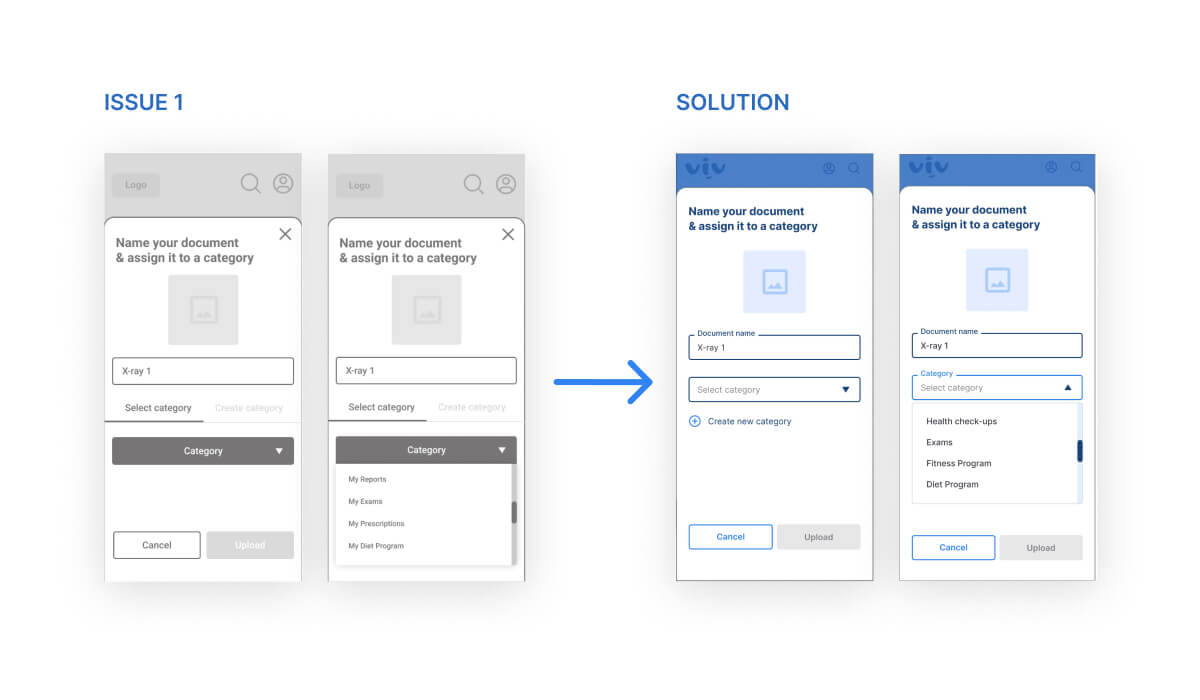 ISSUE 1
Logo
Name your document
& assign it to a category
X-ray 1
Select category
Create category
Category
Cancel
Upload
Logo
Name your document
& assign it to a category
X-ray 1
Select category
Create category
Category
My Reports
My Exams
My Prescriptions
My Diet Program
SOLUTION
viv
Name your document
& assign it to a category
Document name
X-ray 1
Select category
Create new category
Cancel
Upload
viv
Name your document
& assign it to a category
Document name
X-ray 1
Category
Select category
Health check-ups
Exams
Fitness Program
Diet Program
Cancel
Upload